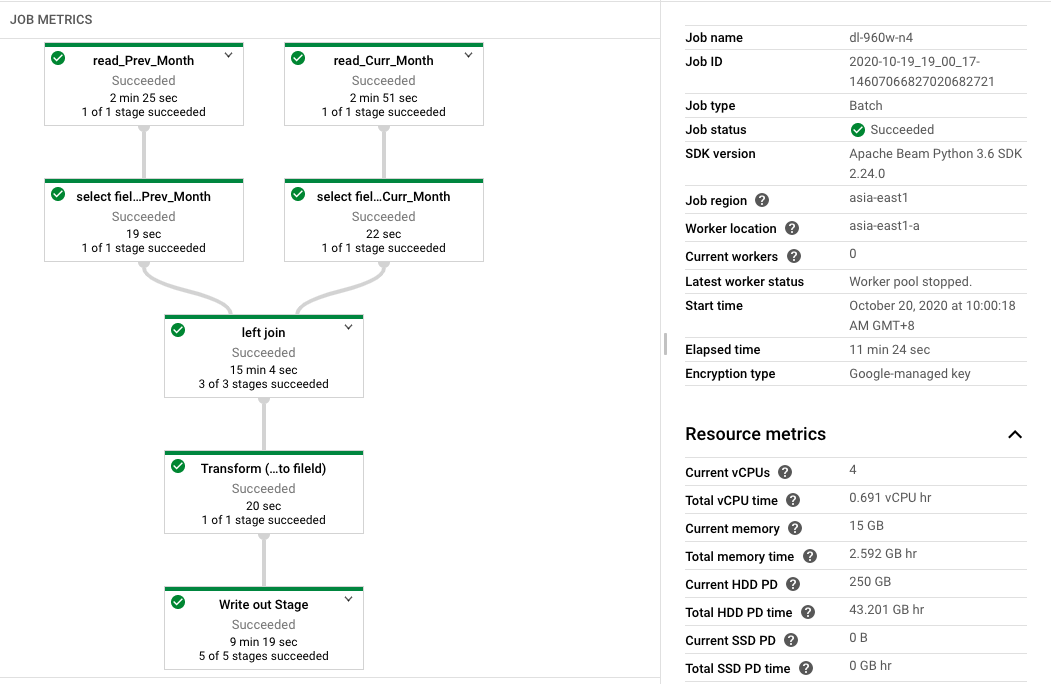 JOB METRICS
read_Prev_Month
Succeeded
2 min 25 sec
1 of 1 stage succeeded
read_Curr_Month
Succeeded
2 min 51 sec
1 of 1 stage succeeded
select fiel...Prev_Month
Succeeded
19 sec
1 of 1 stage succeeded
select fiel...Curr_Month
Succeeded
22 sec
1 of 1 stage succeeded
left join
Succeeded
15 min 4 sec
3 of 3 stages succeeded
Transform (...to fileld)
Succeeded
20 sec
1 of 1 stage succeeded
Write out Stage
Succeeded
9 min 19 sec
5 of 5 stages succeeded
Job name dl-960w-n4
Job ID 2020-10-19_19_00_17-
14607066827020682721
Job type Batch
Job status Succeeded
SDK version Apache Beam Python 3.6 SDK
2.24.0
Job region ? asia-east1
Worker location ? asia-east1-a
Current workers ? 0
Latest worker status Worker pool stopped.
Start time October 20, 2020 at 10:00:18
AM GMT+8
Elapsed time 11 min 24 sec
Encryption type Google-managed key
Resource metrics
Current vCPUs ? 4
Total vCPU time ? 0.691 vCPU hr
Current memory ? 15 GB
Total memory time ? 2.592 GB hr
Current HDD PD ? 250 GB
Total HDD PD time ? 43.201 GB hr
Current SSD PD ? 0 B
Total SSD PD time ? 0 GB hr